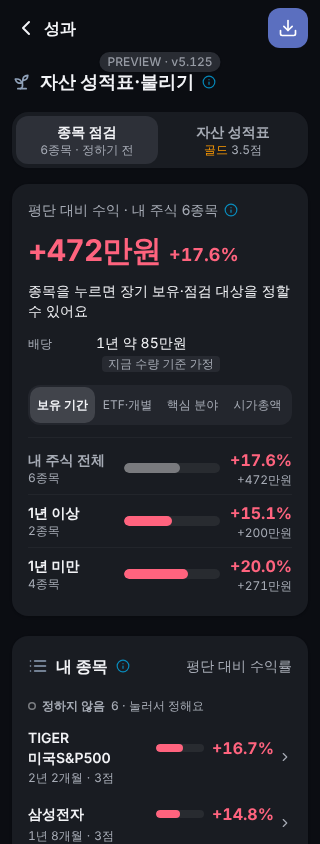 성과
PREVIEW · v5.125
자산 성적표·불리기
종목 점검
6종목 · 정하기 전
자산 성적표
골드 3.5점
평단 대비 수익 · 내 주식 6종목
+472만원 +17.6%
종목을 누르면 장기 보유·점검 대상을 정할
수 있어요
배당 1년 약 85만원
지금 수량 기준 가정
보유 기간 ETF·개별 핵심 분야 시가총액
내 주식 전체 +17.6%
6종목 +472만원
1년 이상 +15.1%
2종목 +200만원
1년 미만 +20.0%
4종목 +271만원
내 종목 평단 대비 수익률
정하지 않음 6 · 눌러서 정해요
TIGER
미국S&P500 +16.7%
2년 2개월 · 3점
삼성전자 +14.8%
1년 8개월 · 3점